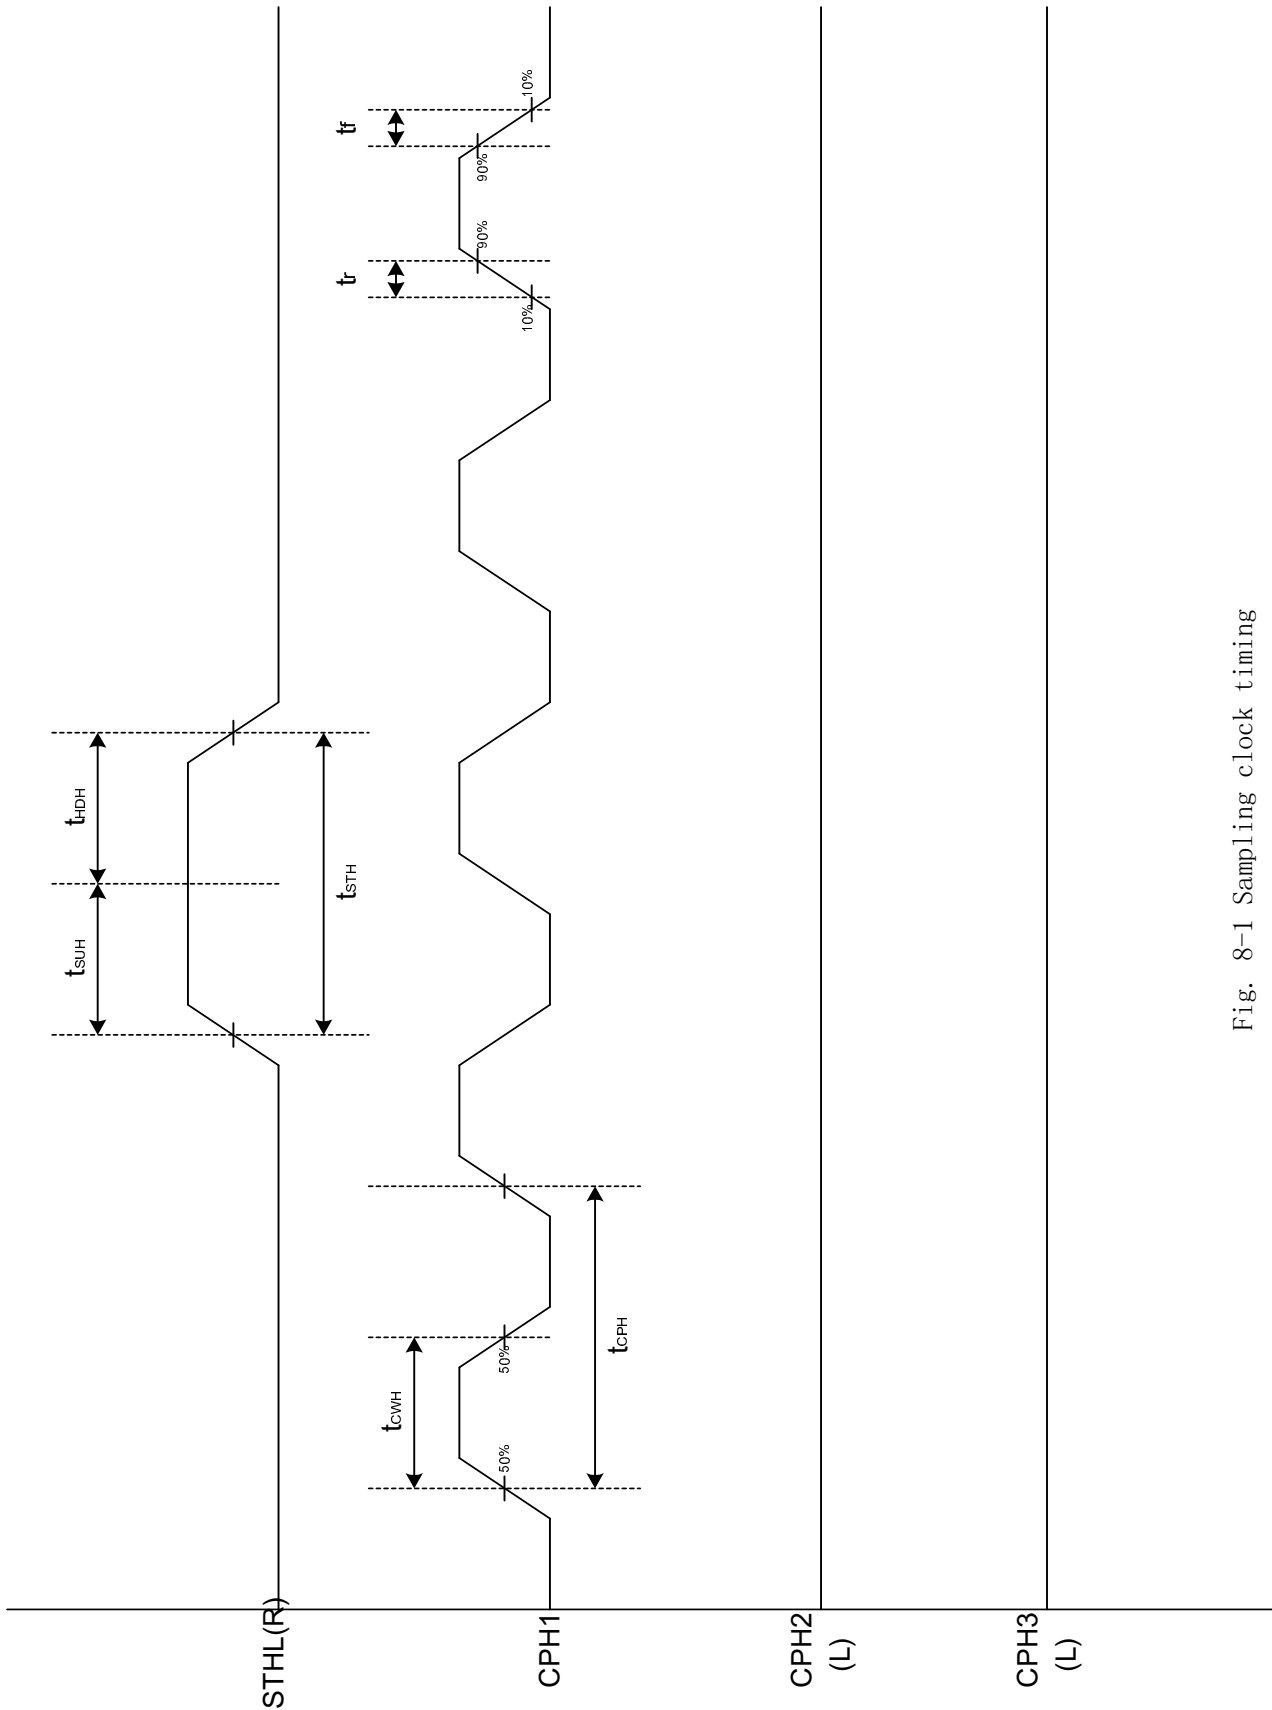 tSUH
tHDH
STHL(R)
tSTH
tCWH
tr
tf
50%
50%
10%
90%
90%
10%
CPH1
tCPH
CPH2
(L)
CPH3
(L)
Fig. 8-1 Sampling clock timing